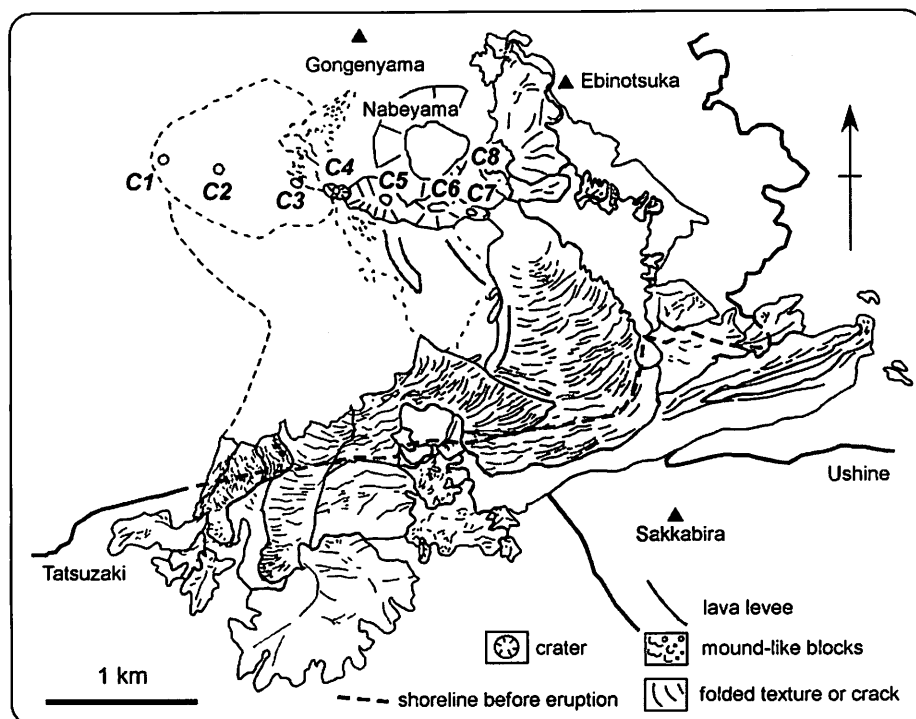 Gongenyama
Ebinotsuka
Nabeyama
C1
C2
C3
C4
C5
C6
C7
C8
Ushine
Sakkabira
Tatsuzaki
lava levee
crater
mound-like blocks
1 km
shoreline before eruption
folded texture or crack